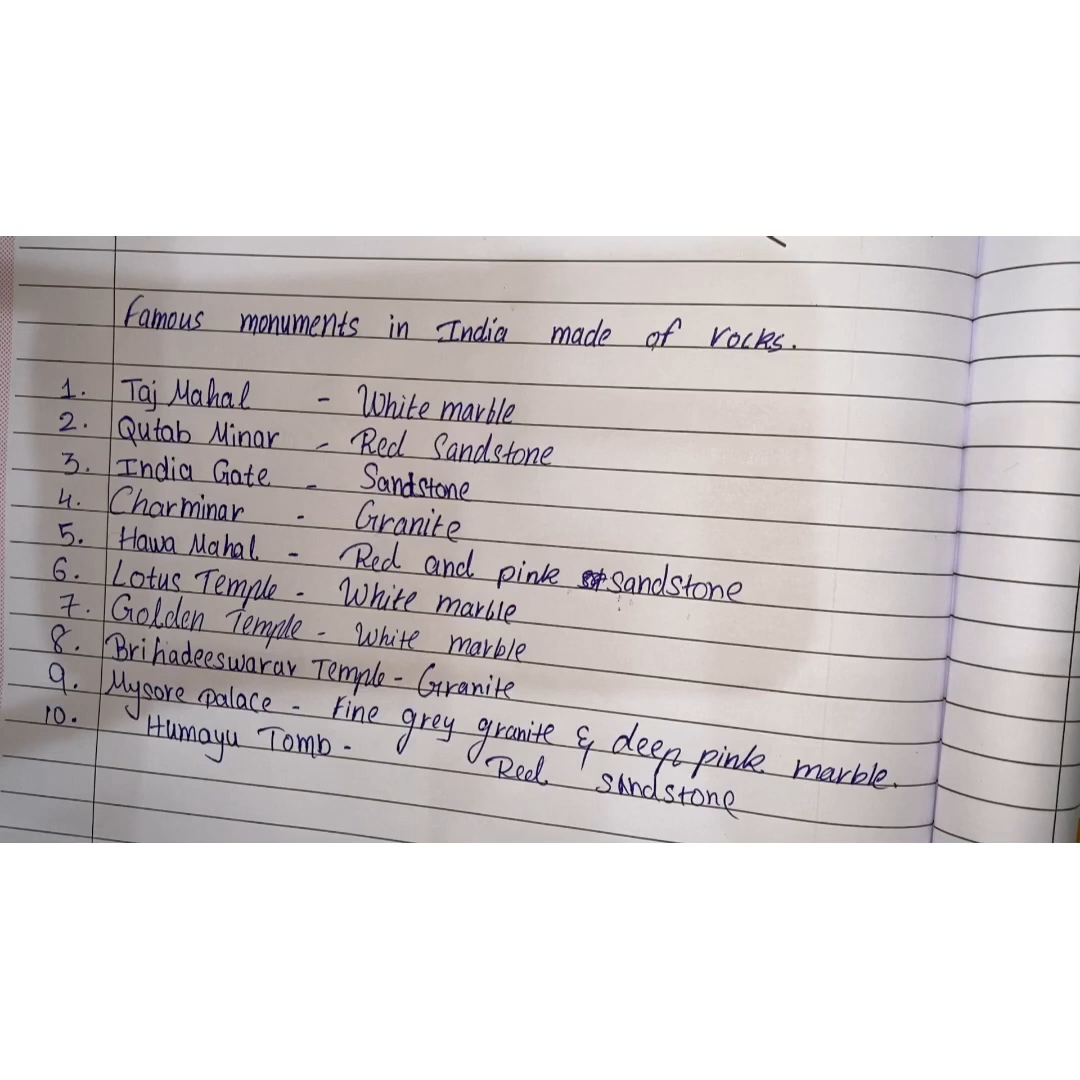 Famous monuments in India made of rocks.
1. Taj Mahal - White marble
2. Qutab Minar - Red Sandstone
3. India Gate - Sandstone
4. Charminar - Granite
5. Hawa Mahal - Red and pink sandstone
6. Lotus Temple - White marble
7. Golden Temple - White marble
8. Brihadeeswarar Temple - Granite
9. Mysore palace - Fine grey granite & deep pink marble.
10. Humayu Tomb - Red sandstone